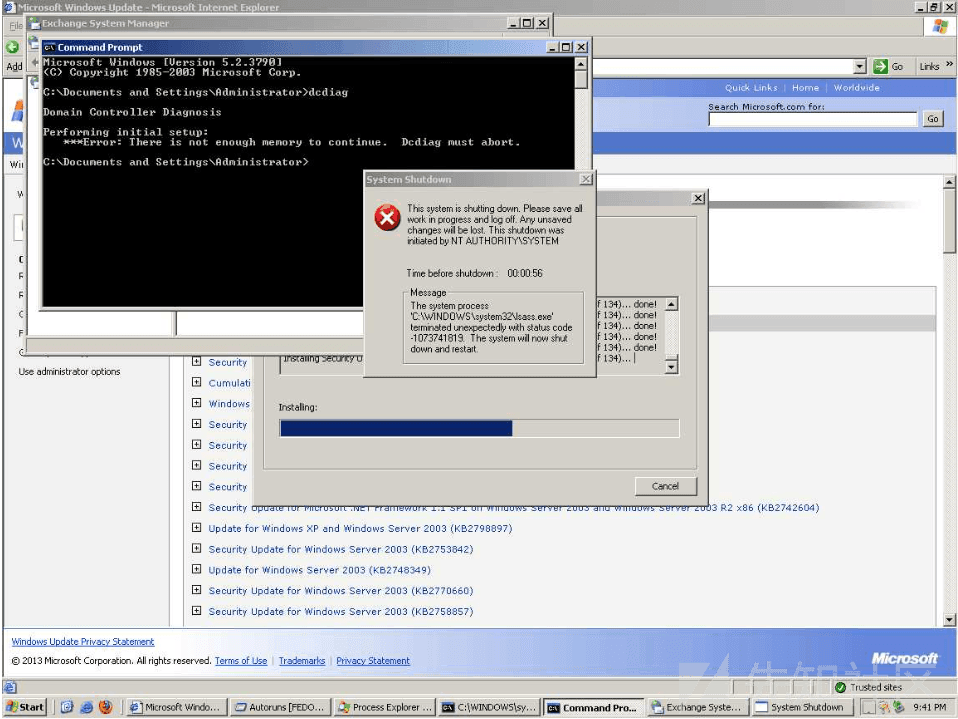 Microsoft Windows Update - Microsoft Internet Explorer
Exchange System Manager
Command Prompt
Microsoft Windows [Version 5.2.3790]
(C) Copyright 1985-2003 Microsoft Corp.
C:\Documents and Settings\Administrator>dcdiag
Domain Controller Diagnosis
Performing initial setup:
***Error: There is not enough memory to continue. Dcdiag must abort.
C:\Documents and Settings\Administrator>
Go
Links »
Quick Links | Home | Worldwide
Search Microsoft.com for:
Go
System Shutdown
This system is shutting down. Please save all
work in progress and log off. Any unsaved
changes will be lost. This shutdown was
initiated by NT AUTHORITY\SYSTEM
Time before shutdown : 00:00:56
Message
The system process
'C:\WINDOWS\system32\lsass.exe'
terminated unexpectedly with status code
-1073741819. The system will now shut
down and restart.
f 134)... done!
f 134)... done!
f 134)... done!
f 134)... done!
f 134)... done!
f 134)...
Installing Security U
Installing:
Cancel
Use administrator options
Security
Cumulati
Windows
Security
Security
Security
Security
Security Update for Microsoft .NET Framework 1.1 SP1 on Windows Server 2003 and Windows Server 2003 R2 x86 (KB2742604)
Update for Windows XP and Windows Server 2003 (KB2798897)
Security Update for Windows Server 2003 (KB2753842)
Update for Windows Server 2003 (KB2748349)
Security Update for Windows Server 2003 (KB2770660)
Security Update for Windows Server 2003 (KB2758857)
Windows Update Privacy Statement
© 2013 Microsoft Corporation. All rights reserved. Terms of Use | Trademarks | Privacy Statement
Microsoft
Trusted sites
Start
Microsoft Windo...
Autoruns [FEDO...
Process Explorer ...
C:\WINDOWS\sy...
Command Pro...
Exchange Syste...
System Shutdown
9:41 PM